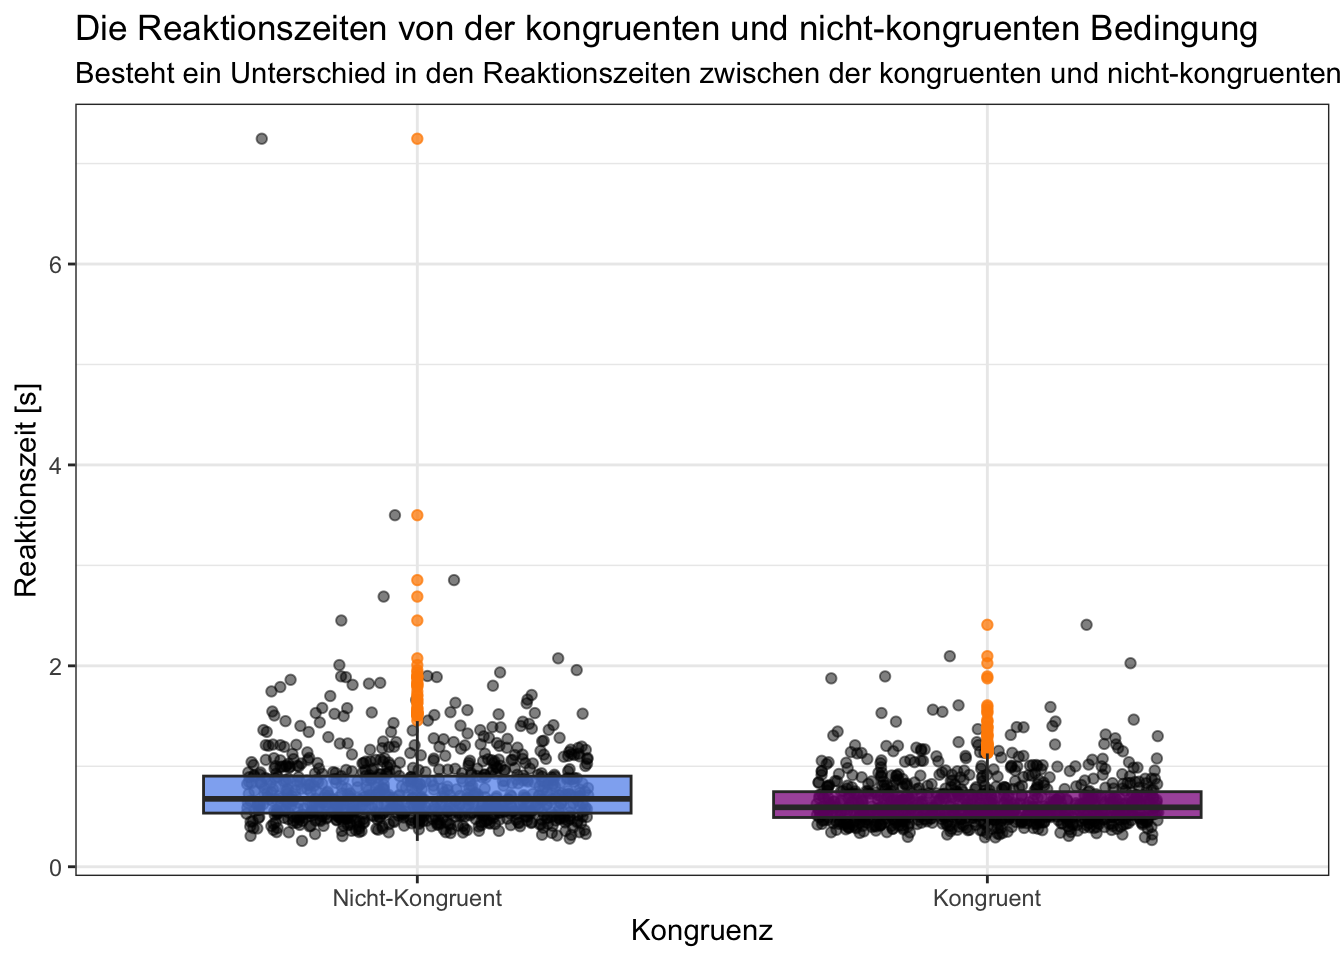 Die Reaktionszeiten von der kongruenten und nicht-kongruenten Bedingung
Besteht ein Unterschied in den Reaktionszeiten zwischen der kongruenten und nicht-kongruenten
Reaktionszeit [s]
6
4
2
0
Nicht-Kongruent
Kongruent
Kongruenz